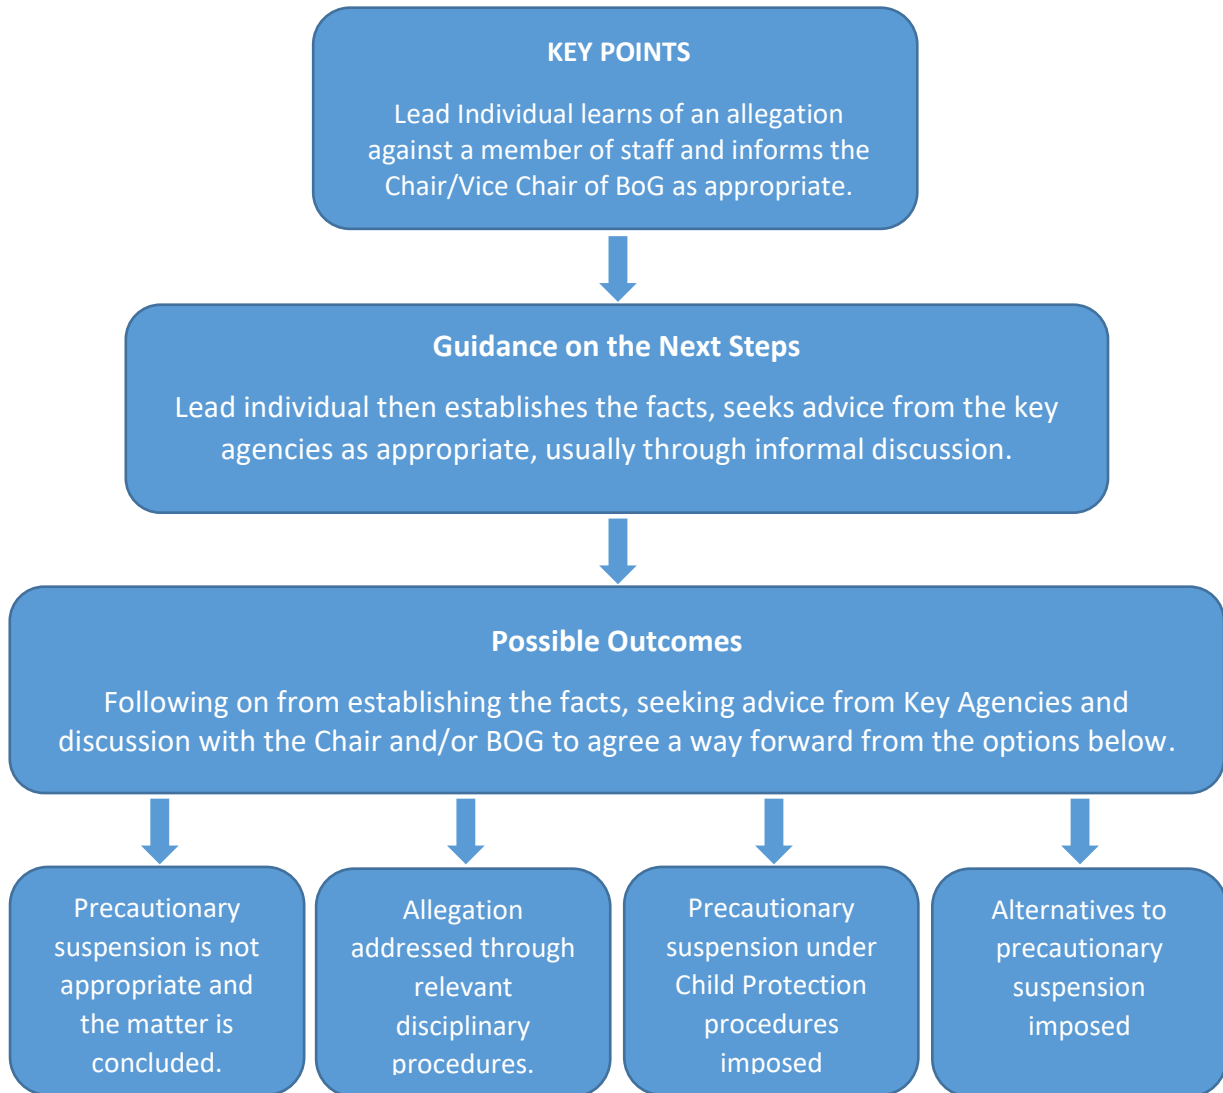 KEY POINTS
Lead Individual learns of an allegation
against a member of staff and informs the
Chair/Vice Chair of BoG as appropriate.
Guidance on the Next Steps
Lead individual then establishes the facts, seeks advice from the key
agencies as appropriate, usually through informal discussion.
Possible Outcomes
Following on from establishing the facts, seeking advice from Key Agencies and
discussion with the Chair and/or BOG to agree a way forward from the options below.
Precautionary
suspension is not
appropriate and
the matter is
concluded.
Allegation
addressed through
relevant
disciplinary
procedures.
Precautionary
suspension under
Child Protection
procedures
imposed
Alternatives to
precautionary
suspension
imposed